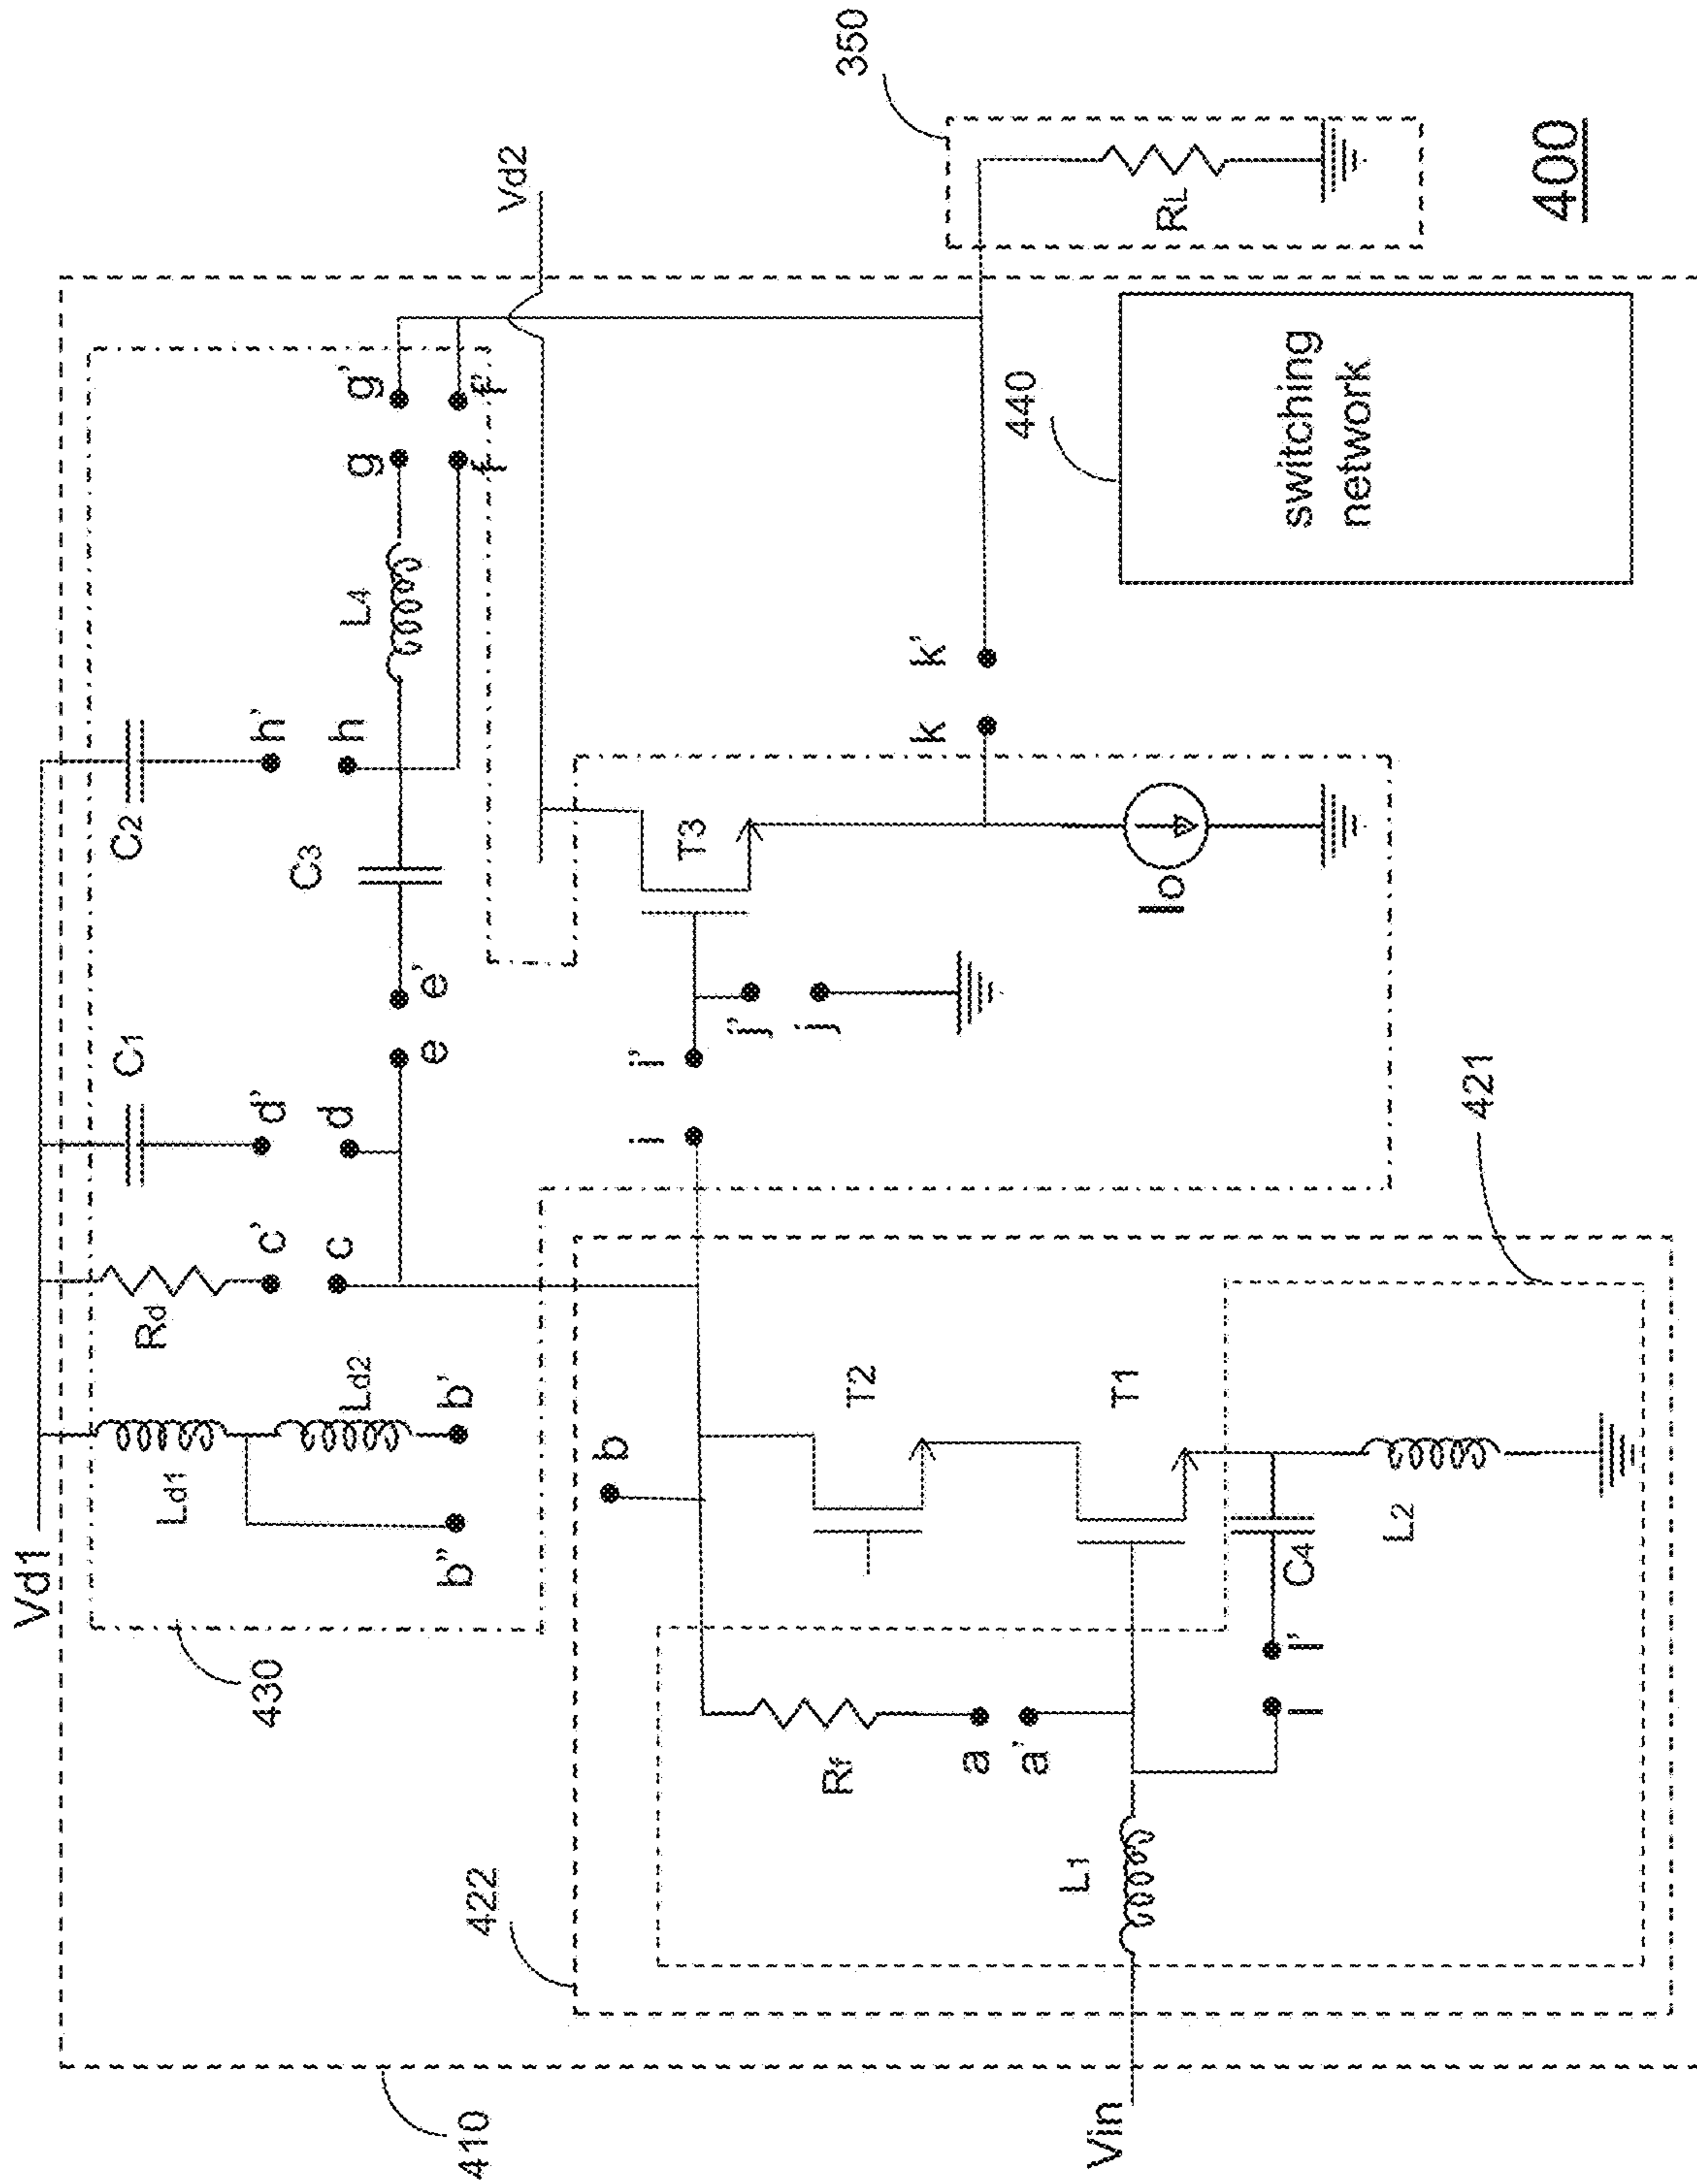 Vd1
Ld1
Ld2
b"
b'
Rd
c'
c
C1
d'
d
e
e'
C3
C2
h'
h
L4
g
g'
f
f'
Vd2
430
410
422
b
Rf
a
a'
L1
Vin
T2
T1
l
l'
C4
L2
421
i
i'
j'
j
T3
Io
k
k'
440
switching
network
350
RL
400